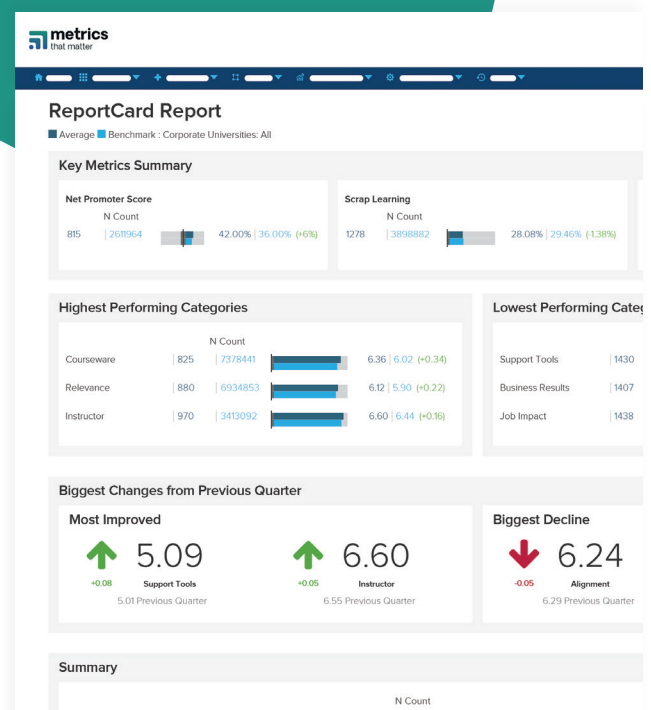 metrics
that matter
ReportCard Report
Average Benchmark : Corporate Universities: All
Key Metrics Summary
Net Promoter Score
N Count
815 | 2611964 42.00% | 36.00% (+6%)
Scrap Learning
N Count
1278 | 3898882 28.08% | 29.46% (-1.38%)
Highest Performing Categories
N Count
Courseware | 825 | 7378441 6.36 | 6.02 (+0.34)
Relevance | 880 | 6934853 6.12 | 5.90 (+0.22)
Instructor | 970 | 3413092 6.60 | 6.44 (+0.16)
Lowest Performing
Support Tools | 1430
Business Results | 1407
Job Impact | 1438
Biggest Changes from Previous Quarter
Most Improved
5.09
+0.08 Support Tools
5.01 Previous Quarter
6.60
+0.05 Instructor
6.55 Previous Quarter
Biggest Decline
6.24
-0.05 Alignment
6.29 Previous Quarter
Summary
N Count